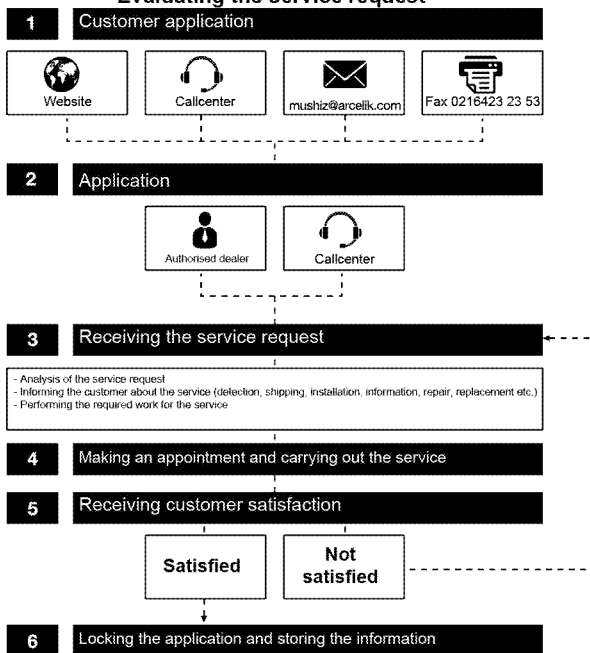 Evaluating the service request
1 Customer application
Website
Callcenter
mushiz@arcelik.com
Fax 0216423 23 53
2 Application
Authorised dealer
Callcenter
3 Receiving the service request
- Analysis of the service request
- Informing the customer about the service (detection, shipping, installation, information, repair, replacement etc.)
- Performing the required work for the service
4 Making an appointment and carrying out the service
5 Receiving customer satisfaction
Satisfied
Not
satisfied
6 Locking the application and storing the information